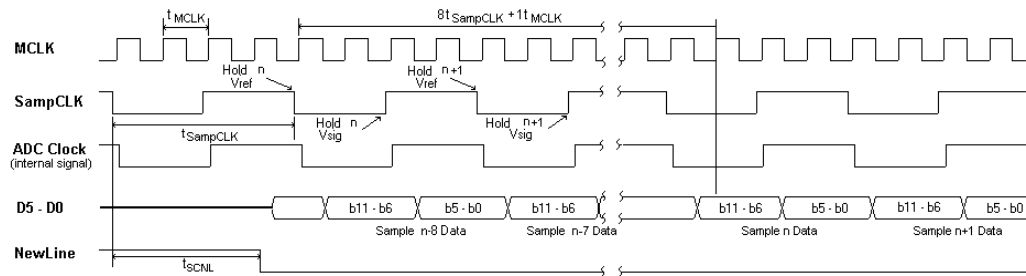 t MCLK
8tSampCLK +1tMCLK
MCLK
Hold n
Vref
Hold n+1
Vref
SampCLK
Hold n
Vsig
Hold n+1
Vsig
tSampCLK
ADC Clock
(internal signal)
D5 - D0
b11 - b6
b5 - b0
b11 - b6
b11 - b6
b5 - b0
b11 - b6
b5 - b0
Sample n-8 Data
Sample n-7 Data
Sample n Data
Sample n+1 Data
NewLine
tSCNL